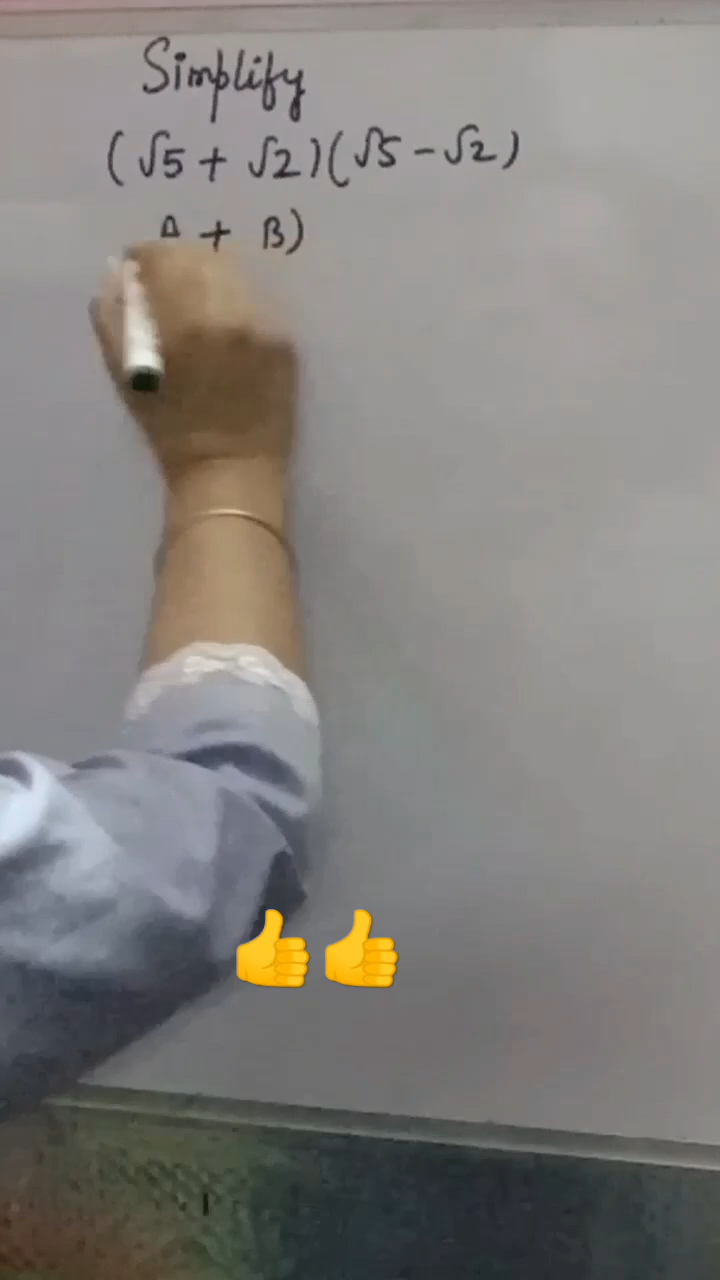 Simplify
(√5 + √2)(√5 - √2)
A + B)